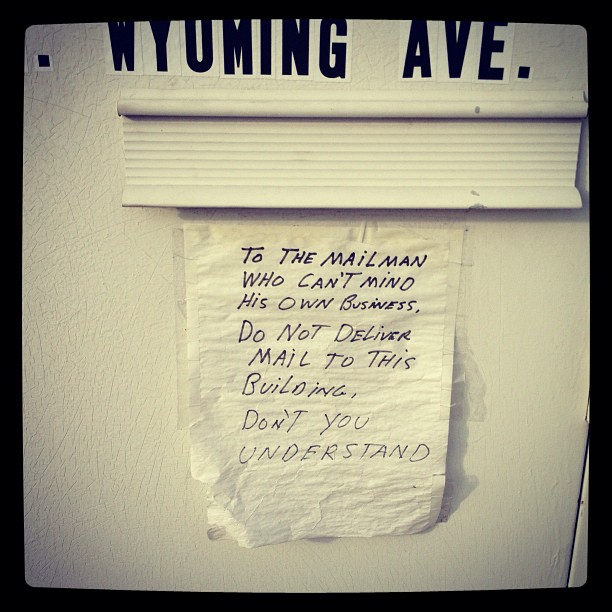 . WYOMING AVE.
TO THE MAILMAN
WHO CAN'T MIND
HIS OWN BUSINESS,
DO NOT DELIVER
MAIL TO THIS
BUILDING,
DON'T YOU
UNDERSTAND